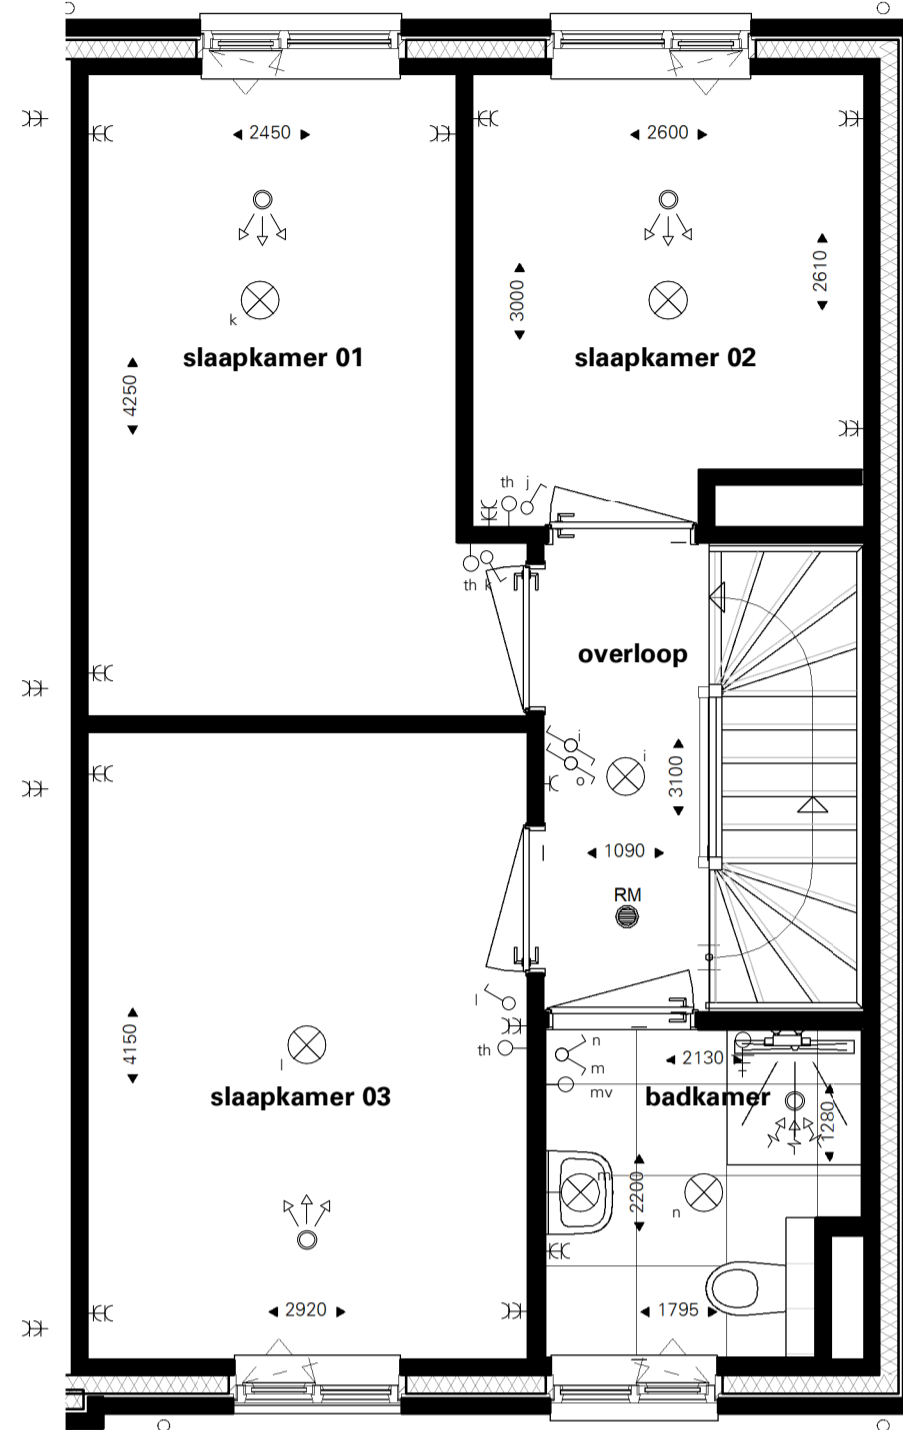 2450
2600
3000
2610
k
slaapkamer 01
slaapkamer 02
4250
th j
th k
overloop
i
i
o
3100
1090
RM
l
th
4150
l
slaapkamer 03
n
m
mv
2130
badkamer
1280
m
2200
n
2920
1795